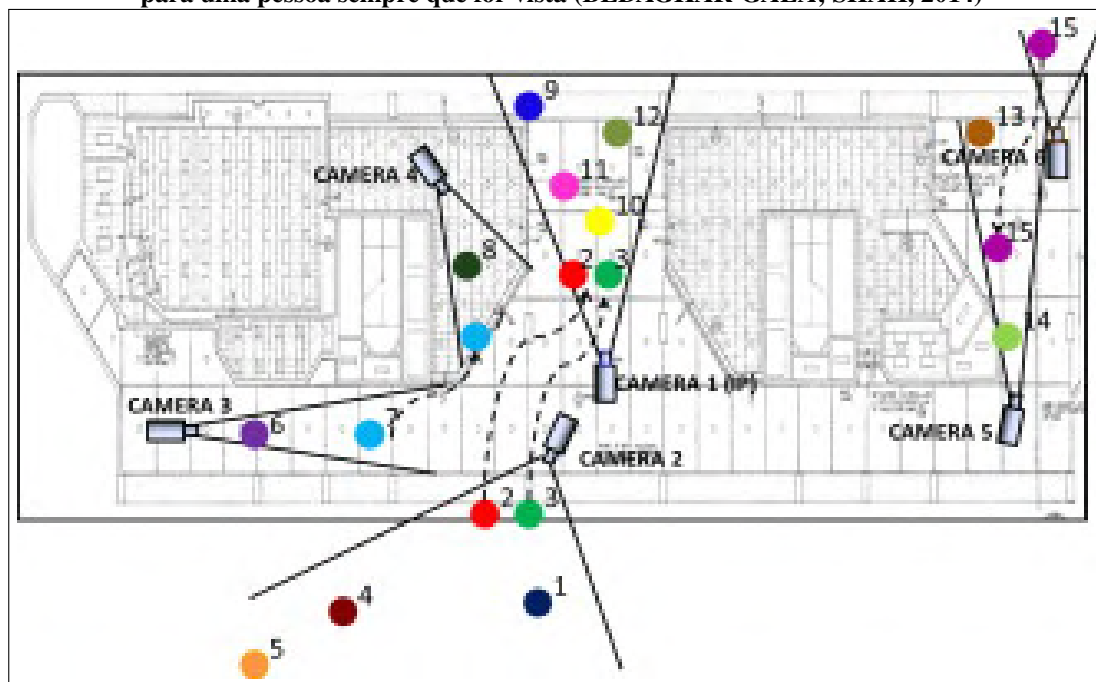 para uma pessoa sempre que for vista (BEDAGKAR-GALA; SHAH, 2014)
15
9
12
13
CAMERA 6
CAMERA 4
11
10
15
8
2
3
14
CAMERA 1 (IP)
CAMERA 3
6
7
CAMERA 5
CAMERA 2
2
3
1
4
5